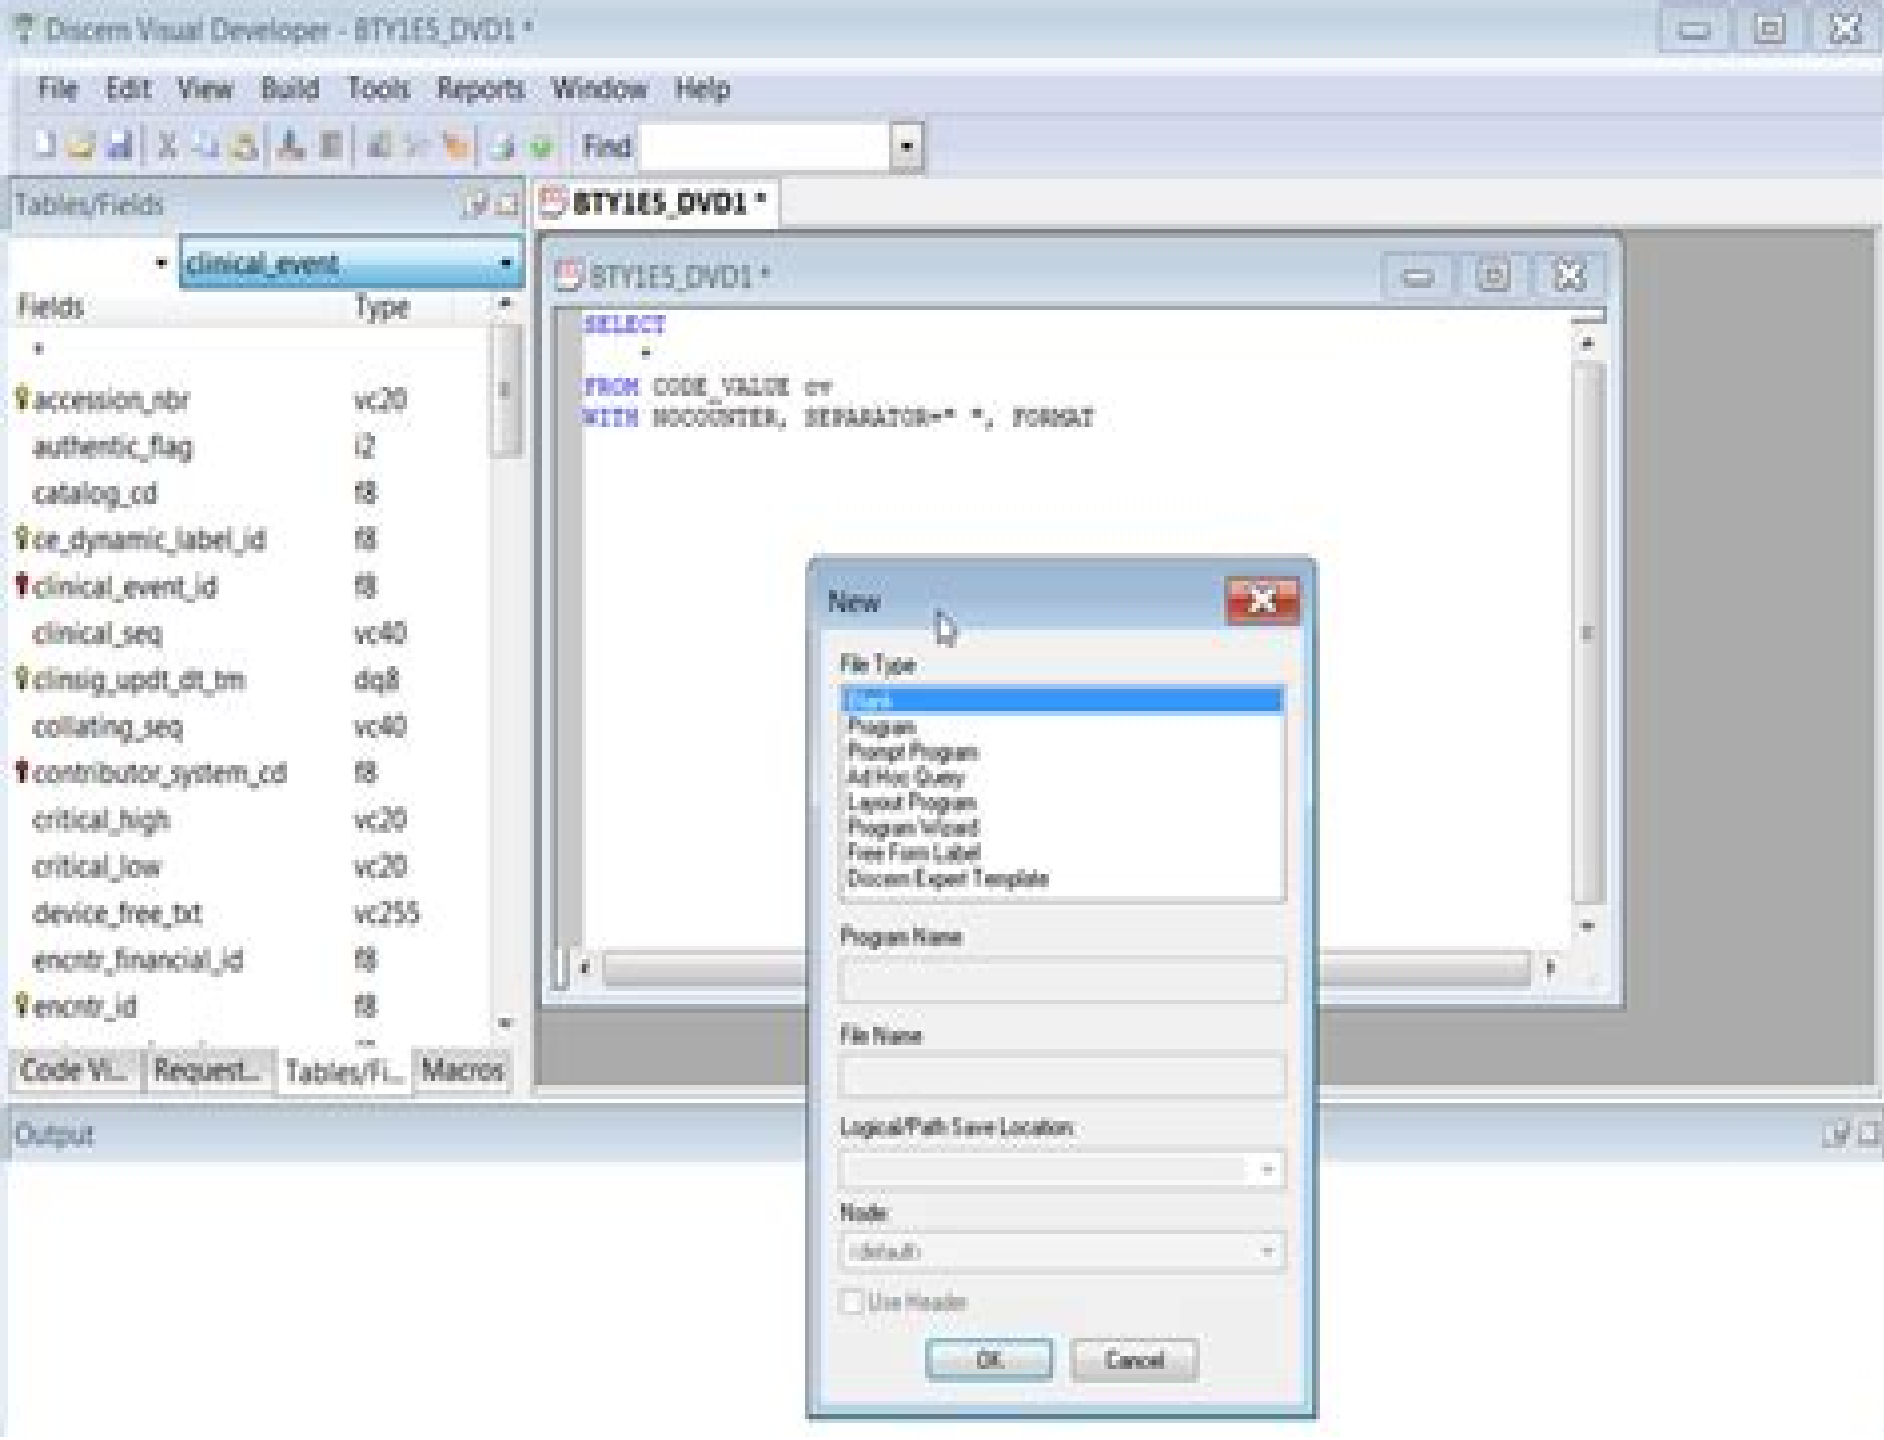 Discern Visual Developer - BTY1E5_DVD1 *
File Edit View Build Tools Reports Window Help
Find
Tables/Fields
BTY1E5_DVD1 *
clinical_event
BTY1E5_DVD1 *
Fields Type
*
accession_nbr vc20
authentic_flag i2
catalog_cd f8
ce_dynamic_label_id f8
clinical_event_id f8
clinical_seq vc40
clinsig_updt_dt_tm dq8
collating_seq vc40
contributor_system_cd f8
critical_high vc20
critical_low vc20
device_free_txt vc255
encntr_financial_id f8
encntr_id f8
Code Vi... Request... Tables/Fi... Macros
SELECT
*
FROM CODE_VALUE cv
WITH NOCOUNTER, SEPARATOR=" ", FORMAT
New
File Type
Blank
Program
Prompt Program
Ad Hoc Query
Layout Program
Program Wizard
Free Form Label
Discern Expert Template
Program Name
File Name
Logical/Path Save Location:
Node:
<default>
Use Header
OK Cancel
Output